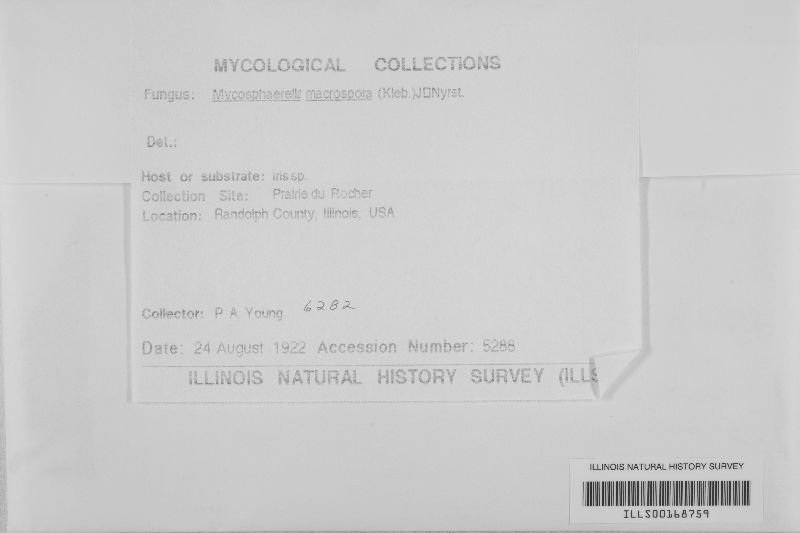 MYCOLOGICAL COLLECTIONS
Fungus: Mycosphaerella macrospora (Kleb.)J▯Nyrst.
Det.:
Host or substrate: Iris sp.
Collection Site: Prairie du Rocher
Location: Randolph County, Illinois, USA
Collector: P. A. Young 6282
Date: 24 August 1922 Accession Number: 5288
ILLINOIS NATURAL HISTORY SURVEY (ILLS
ILLINOIS NATURAL HISTORY SURVEY
ILLS00168759